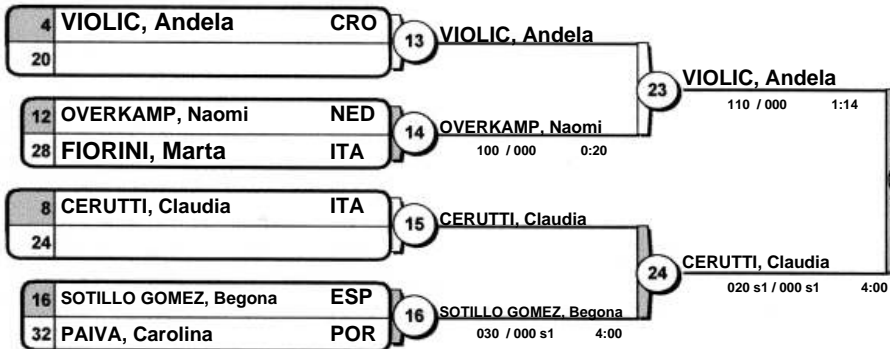 4 VIOLIC, Andela CRO
20
13 VIOLIC, Andela
12 OVERKAMP, Naomi NED
28 FIORINI, Marta ITA
14 OVERKAMP, Naomi
100 / 000 0:20
23 VIOLIC, Andela
110 / 000 1:14
8 CERUTTI, Claudia ITA
24
15 CERUTTI, Claudia
16 SOTILLO GOMEZ, Begona ESP
32 PAIVA, Carolina POR
16 SOTILLO GOMEZ, Begona
030 / 000 s1 4:00
24 CERUTTI, Claudia
020 s1 / 000 s1 4:00